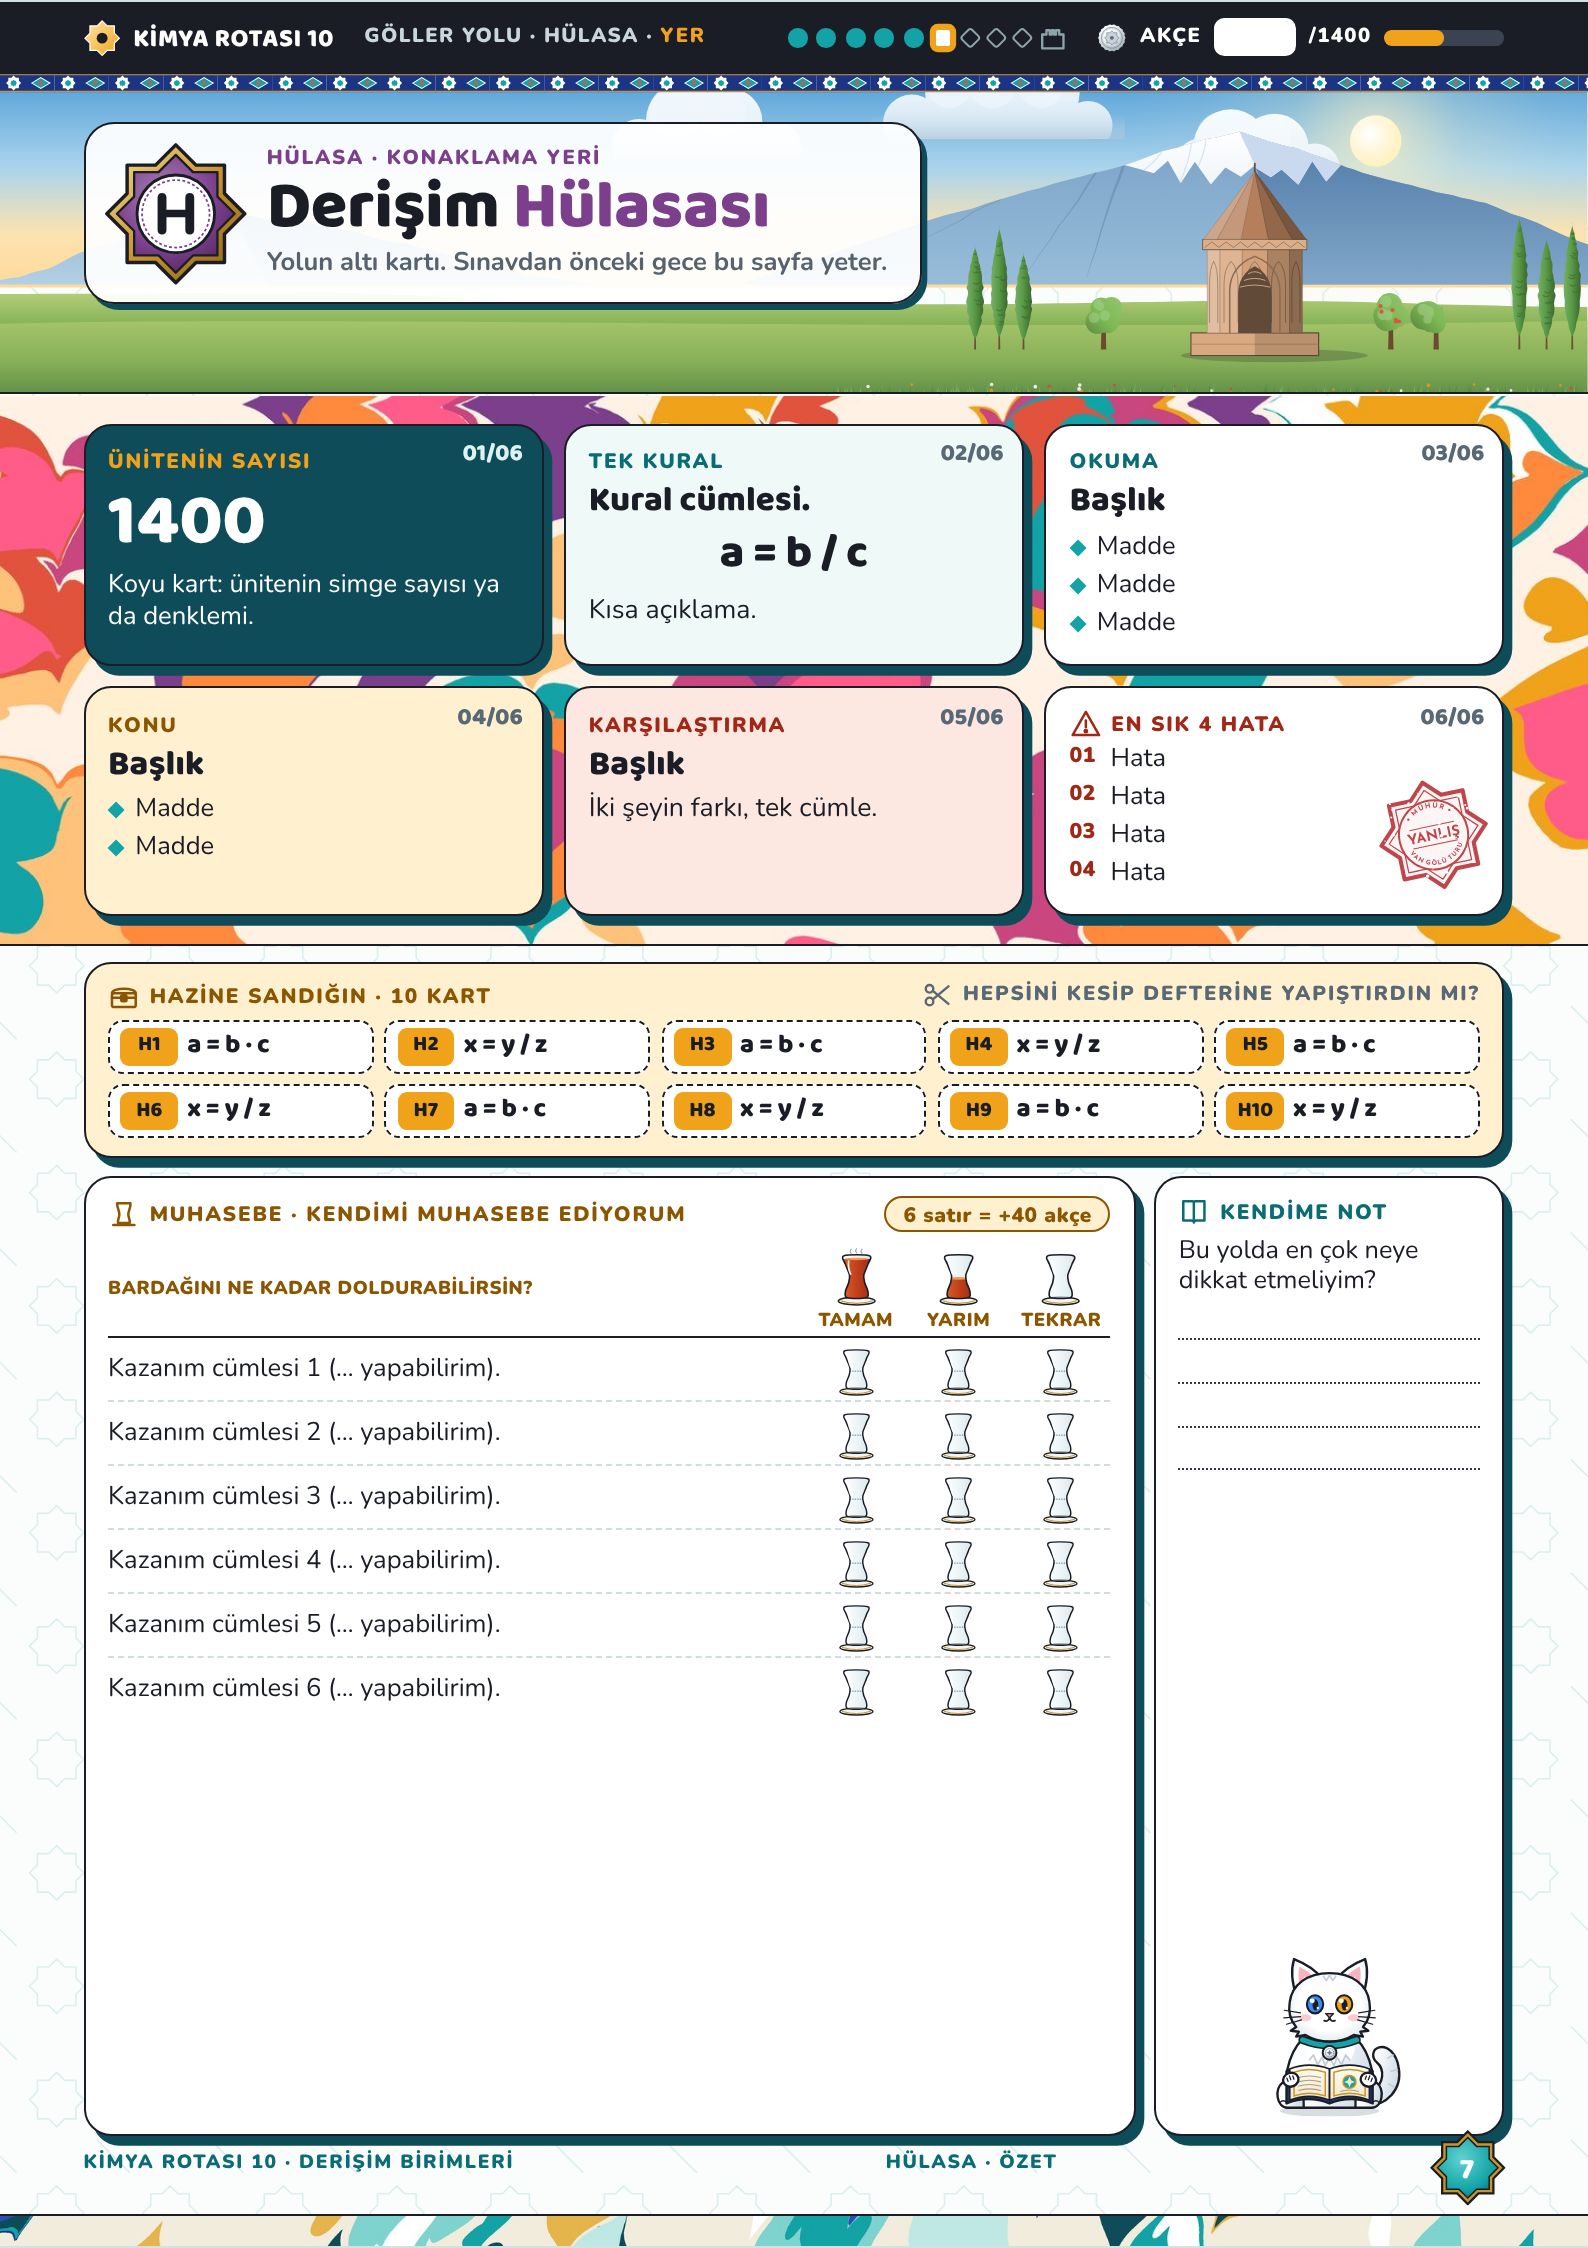 KİMYA ROTASI 10
GÖLLER YOLU · HÜLASA · YER
AKÇE /1400
HÜLASA · KONAKLAMA YERİ
H
Derişim Hülasası
Yolun altı kartı. Sınavdan önceki gece bu sayfa yeter.
ÜNİTENİN SAYISI 01/06
1400
Koyu kart: ünitenin simge sayısı ya
da denklemi.
TEK KURAL 02/06
Kural cümlesi.
a = b / c
Kısa açıklama.
OKUMA 03/06
Başlık
Madde
Madde
Madde
KONU 04/06
Başlık
Madde
Madde
KARŞILAŞTIRMA 05/06
Başlık
İki şeyin farkı, tek cümle.
EN SIK 4 HATA 06/06
01 Hata
02 Hata
03 Hata
04 Hata
MÜHÜR
YANLIŞ
VAN GÖLÜ TURU
HAZİNE SANDIĞIN · 10 KART
HEPSİNİ KESİP DEFTERİNE YAPIŞTIRDIN MI?
H1 a = b · c
H2 x = y / z
H3 a = b · c
H4 x = y / z
H5 a = b · c
H6 x = y / z
H7 a = b · c
H8 x = y / z
H9 a = b · c
H10 x = y / z
MUHASEBE · KENDİMİ MUHASEBE EDİYORUM
6 satır = +40 akçe
BARDAĞINI NE KADAR DOLDURABİLİRSİN?
TAMAM YARIM TEKRAR
Kazanım cümlesi 1 (... yapabilirim).
Kazanım cümlesi 2 (... yapabilirim).
Kazanım cümlesi 3 (... yapabilirim).
Kazanım cümlesi 4 (... yapabilirim).
Kazanım cümlesi 5 (... yapabilirim).
Kazanım cümlesi 6 (... yapabilirim).
KENDİME NOT
Bu yolda en çok neye
dikkat etmeliyim?
KİMYA ROTASI 10 · DERİŞİM BİRİMLERİ
HÜLASA · ÖZET
7